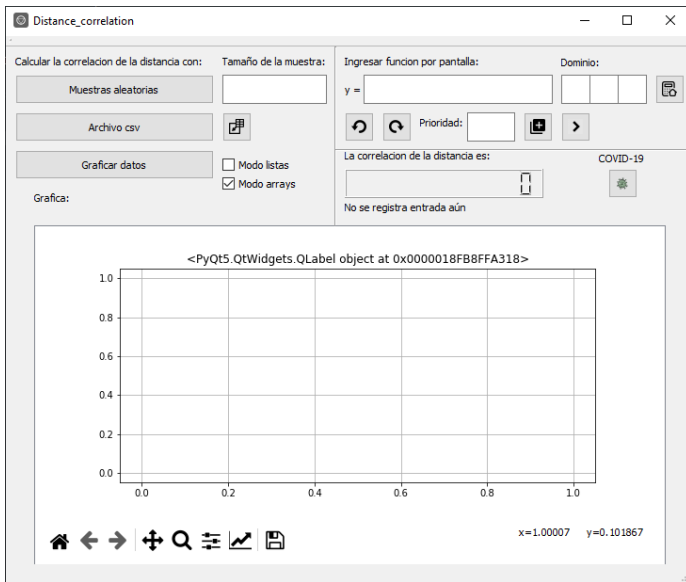 Distance_correlation
Calcular la correlacion de la distancia con:
Tamaño de la muestra:
Ingresar funcion por pantalla:
Dominio:
Muestras aleatorias
y =
Archivo csv
Prioridad:
Graficar datos
Modo listas
Modo arrays
La correlacion de la distancia es:
COVID-19
0
No se registra entrada aún
Grafica:
<PyQt5.QtWidgets.QLabel object at 0x0000018FB8FFA318>
1.0
0.8
0.6
0.4
0.2
0.0
0.0 0.2 0.4 0.6 0.8 1.0
x=1.00007 y=0.101867